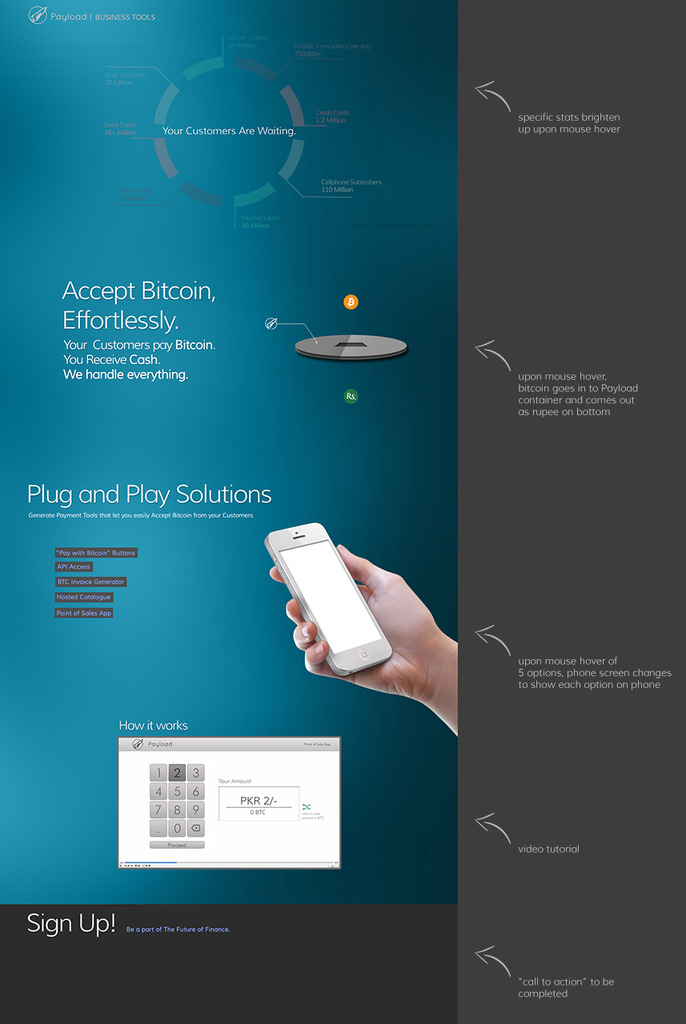 Payload | BUSINESS TOOLS
Mobile Wallets
Million
Mobile Transactions per day
750,000+
Bank Accounts
30 Million
Debit Cards
16+ Million
Your Customers Are Waiting.
Credit Cards
1.2 Million
Cellphone Subscribers
110 Million
Million
Internet Users
30 Million
specific stats brighten
up upon mouse hover
Accept Bitcoin,
Effortlessly.
Your Customers pay Bitcoin.
You Receive Cash.
We handle everything.
B
Rs.
upon mouse hover,
bitcoin goes in to Payload
container and comes out
as rupee on bottom
Plug and Play Solutions
Generate Payment Tools that let you easily Accept Bitcoin from your Customers
"Pay with Bitcoin" Buttons
API Access
BTC Invoice Generator
Hosted Catalogue
Point of Sales App
upon mouse hover of
5 options, phone screen changes
to show each option on phone
How it works
Payload
Point of Sale App
1 2 3
4 5 6
7 8 9
. 0
Proceed
Your Amount
PKR 2/-
0 BTC
click to enter
amount in BTC
video tutorial
Sign Up! Be a part of The Future of Finance.
"call to action" to be
completed